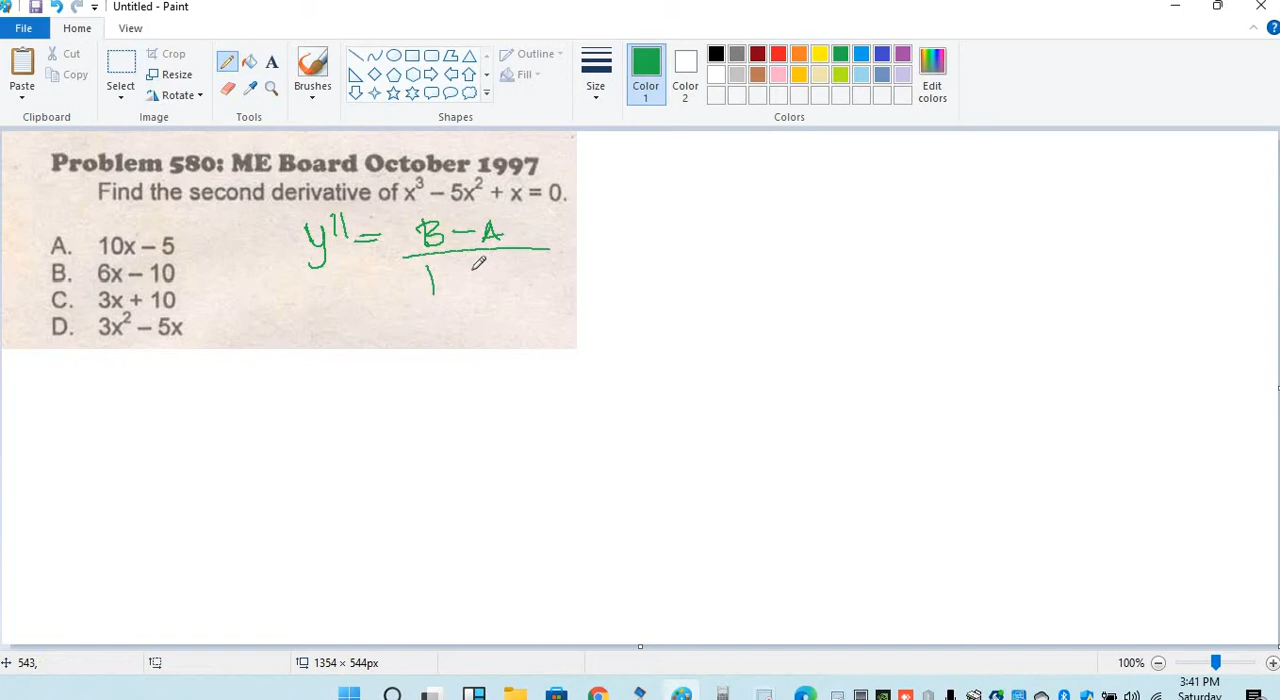 Untitled - Paint
File Home View
Cut
Copy
Paste
Clipboard
Crop
Resize
Rotate
Select
Image
A
Tools
Brushes
Outline
Fill
Shapes
Size
Color 1
Color 2
Edit colors
Colors
Problem 580: ME Board October 1997
Find the second derivative of x³ – 5x² + x = 0.
A. 10x – 5
B. 6x – 10
C. 3x + 10
D. 3x² – 5x
y'' = B - A
1
543,
1354 × 544px
100%
3:41 PM
Saturday